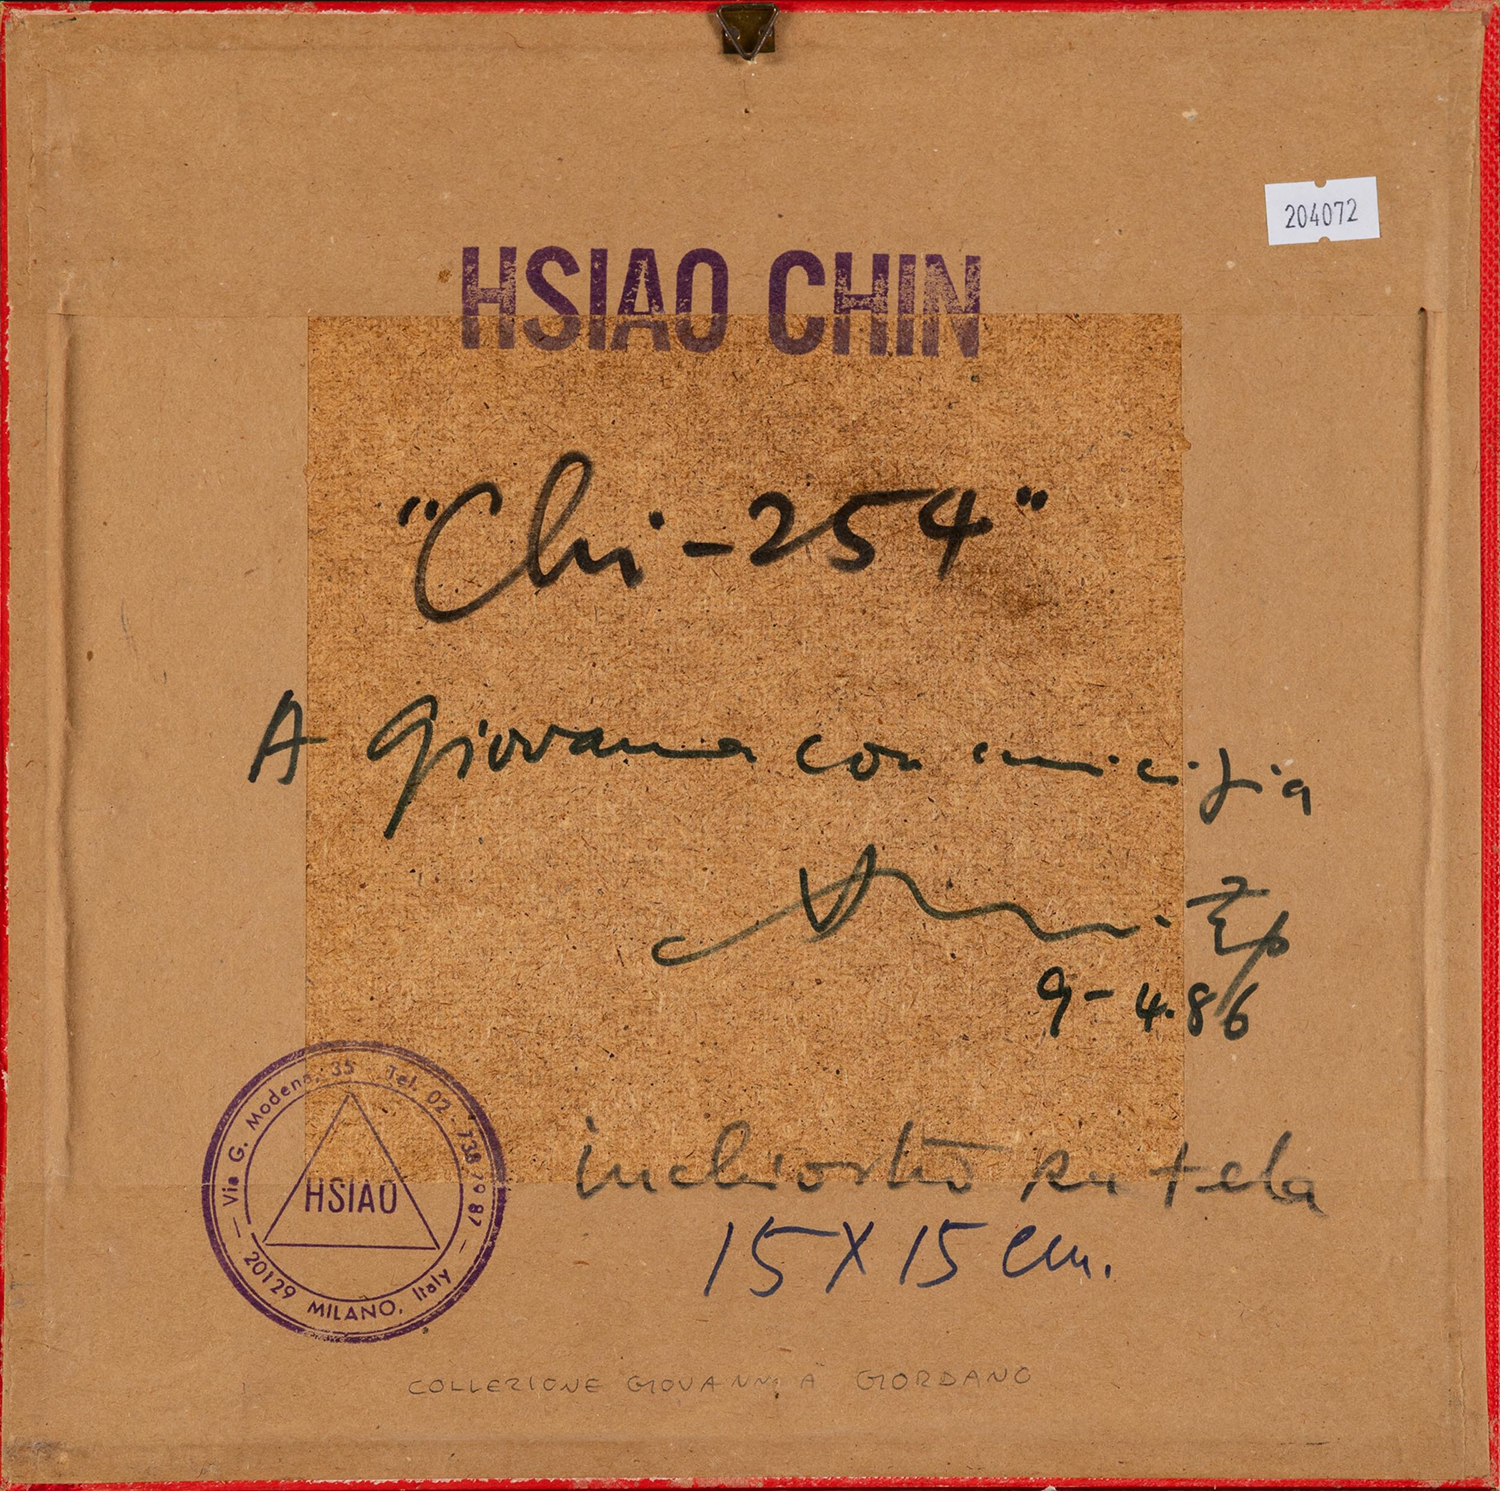 204072
HSIAO CHIN
"Chi-254"
A Giovanna con amicizia
9-4.86
Via G. Modena, 35 Tel. 02-738 79 87
HSIAO
20129 MILANO, Italy
inchiostro su tela
15 X 15 cm.
COLLEZIONE GIOVANNA GIORDANO